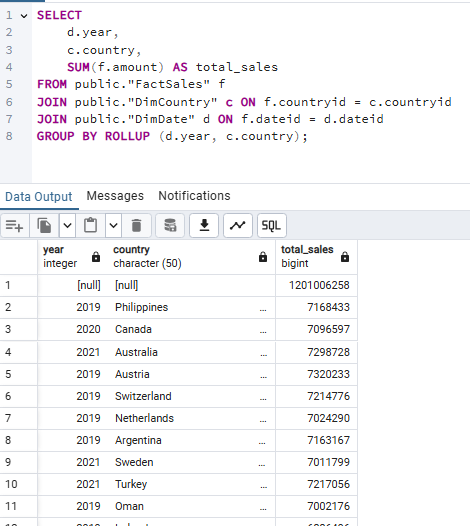 1 SELECT
2 d.year,
3 c.country,
4 SUM(f.amount) AS total_sales
5 FROM public."FactSales" f
6 JOIN public."DimCountry" c ON f.countryid = c.countryid
7 JOIN public."DimDate" d ON f.dateid = d.dateid
8 GROUP BY ROLLUP (d.year, c.country);
Data Output Messages Notifications
SQL
year country total_sales
integer character (50) bigint
1 [null] [null] 1201006258
2 2019 Philippines ... 7168433
3 2020 Canada ... 7096597
4 2021 Australia ... 7298728
5 2019 Austria ... 7320233
6 2019 Switzerland ... 7214776
7 2019 Netherlands ... 7024290
8 2019 Argentina ... 7163167
9 2021 Sweden ... 7011799
10 2021 Turkey ... 7217056
11 2019 Oman ... 7002176